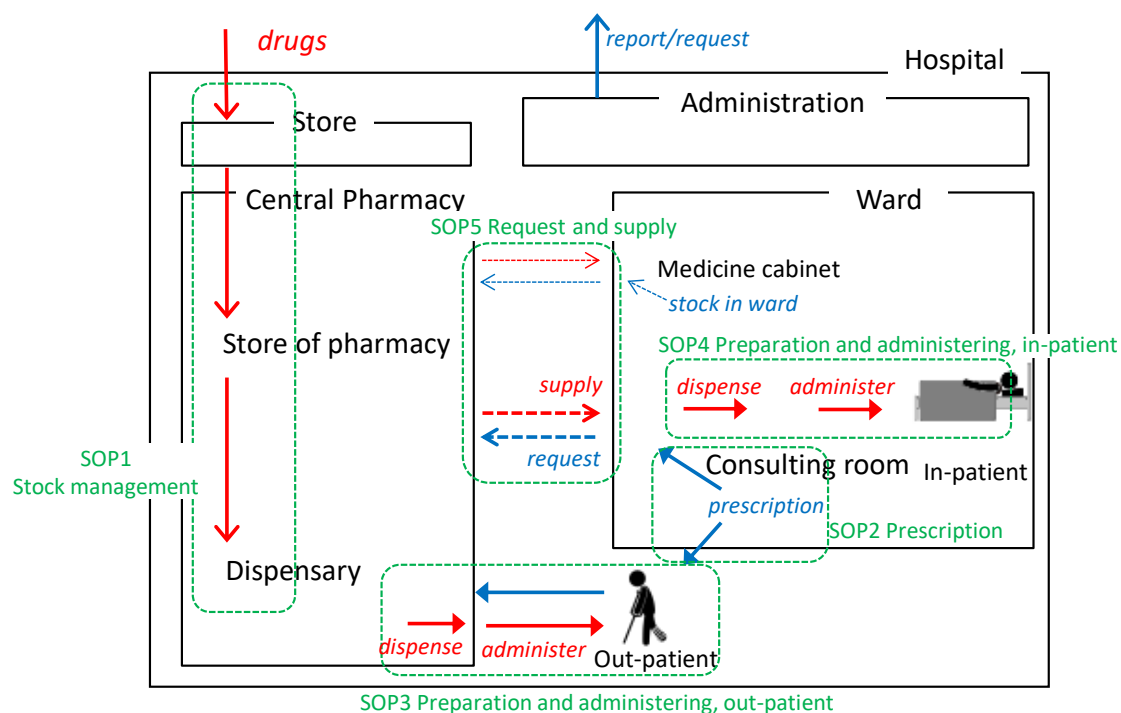 drugs
report/request
Hospital
Store
Administration
Central Pharmacy
Ward
SOP5 Request and supply
Medicine cabinet
stock in ward
Store of pharmacy
SOP4 Preparation and administering, in-patient
supply
dispense
administer
request
SOP1
Stock management
Consulting room
In-patient
prescription
SOP2 Prescription
Dispensary
dispense
administer
Out-patient
SOP3 Preparation and administering, out-patient